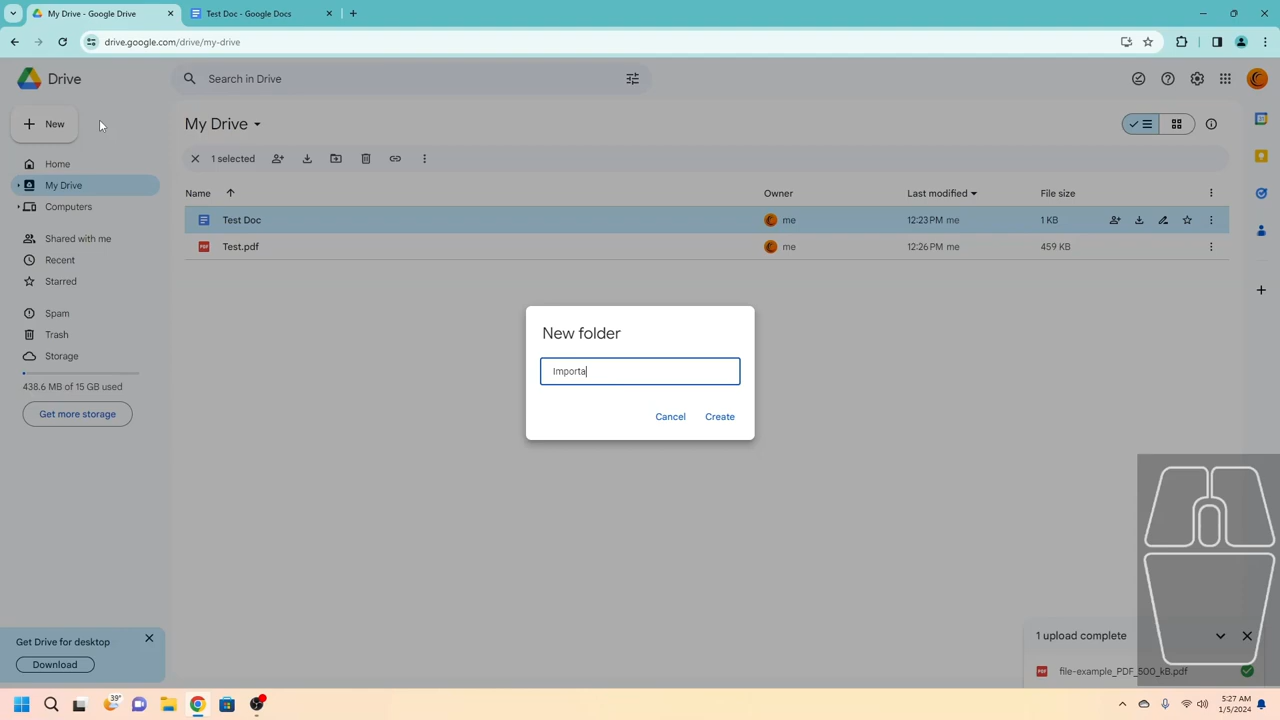 My Drive - Google Drive
Test Doc - Google Docs
drive.google.com/drive/my-drive
Drive
Search in Drive
New
My Drive
1 selected
Home
My Drive
Computers
Shared with me
Recent
Starred
Spam
Trash
Storage
438.6 MB of 15 GB used
Get more storage
Name Owner Last modified File size
Test Doc me 12:23 PM me 1 KB
PDF Test.pdf me 12:26 PM me 459 KB
New folder
Importa
Cancel Create
Get Drive for desktop
Download
1 upload complete
PDF file-example_PDF_500_kB.pdf
39°
5:27 AM
1/5/2024